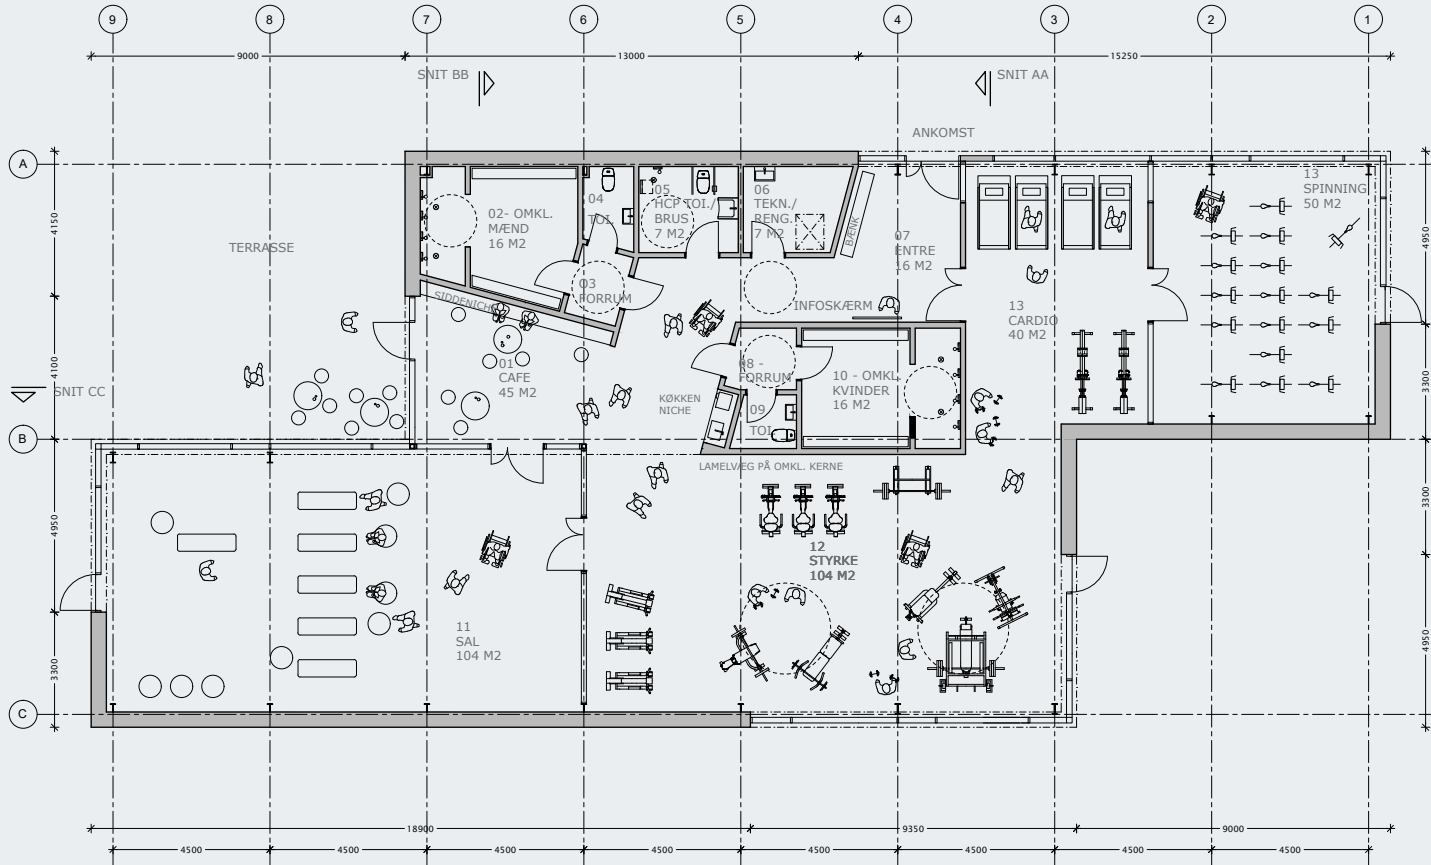 9 8 7 6 5 4 3 2 1
9000 13000 15250
SNIT BB
SNIT AA
ANKOMST
A
4150
4950
TERRASSE
02- OMKL.
MÆND
16 M2
04
TOI.
05
HCP TOI./
BRUS
7 M2
06
TEKN./
RENG.
7 M2
BÆNK
07
ENTRE
16 M2
13
SPINNING
50 M2
03
FORRUM
SIDDENICHE
INFOSKÆRM
13
CARDIO
40 M2
4100
3300
SNIT CC
01
CAFE
45 M2
08 -
FORRUM
10 - OMKL.
KVINDER
16 M2
KØKKEN
NICHE
09
TOI.
B
LAMELVÆG PÅ OMKL. KERNE
4950
3300
12
STYRKE
104 M2
11
SAL
104 M2
3300
4950
C
18900 9350 9000
4500 4500 4500 4500 4500 4500 4500 4500